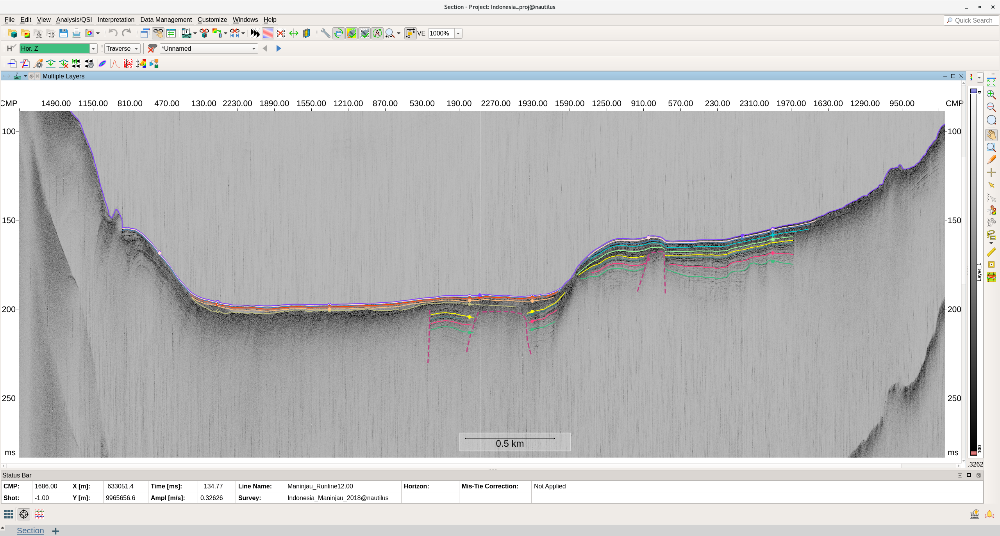 Section - Project: Indonesia_proj@nautilus
File Edit View Analysis/QSI Interpretation Data Management Customize Windows Help
Quick Search
VE 1000%
Hor. Z Traverse *Unnamed
Multiple Layers
CMP 1490.00 1150.00 810.00 470.00 130.00 2230.00 1890.00 1550.00 1210.00 870.00 530.00 190.00 2270.00 1930.00 1590.00 1250.00 910.00 570.00 230.00 2310.00 1970.00 1630.00 1290.00 950.00 CMP
0
100 100
150 150
Layer_1
200 200
250 250
0.5 km
ms ms
100
.3262
Status Bar
CMP: 1686.00 X [m]: 633051.4 Time [ms]: 134.77 Line Name: Maninjau_Runline12.00 Horizon: Mis-Tie Correction: Not Applied
Shot: -1.00 Y [m]: 9965656.6 Ampl [m/s]: 0.32626 Survey: Indonesia_Maninjau_2018@nautilus
Section